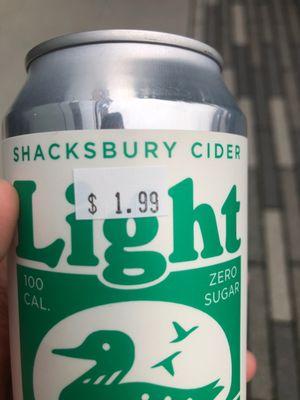 SHACKSBURY CIDER
$ 1.99
Light
100
CAL.
ZERO
SUGAR